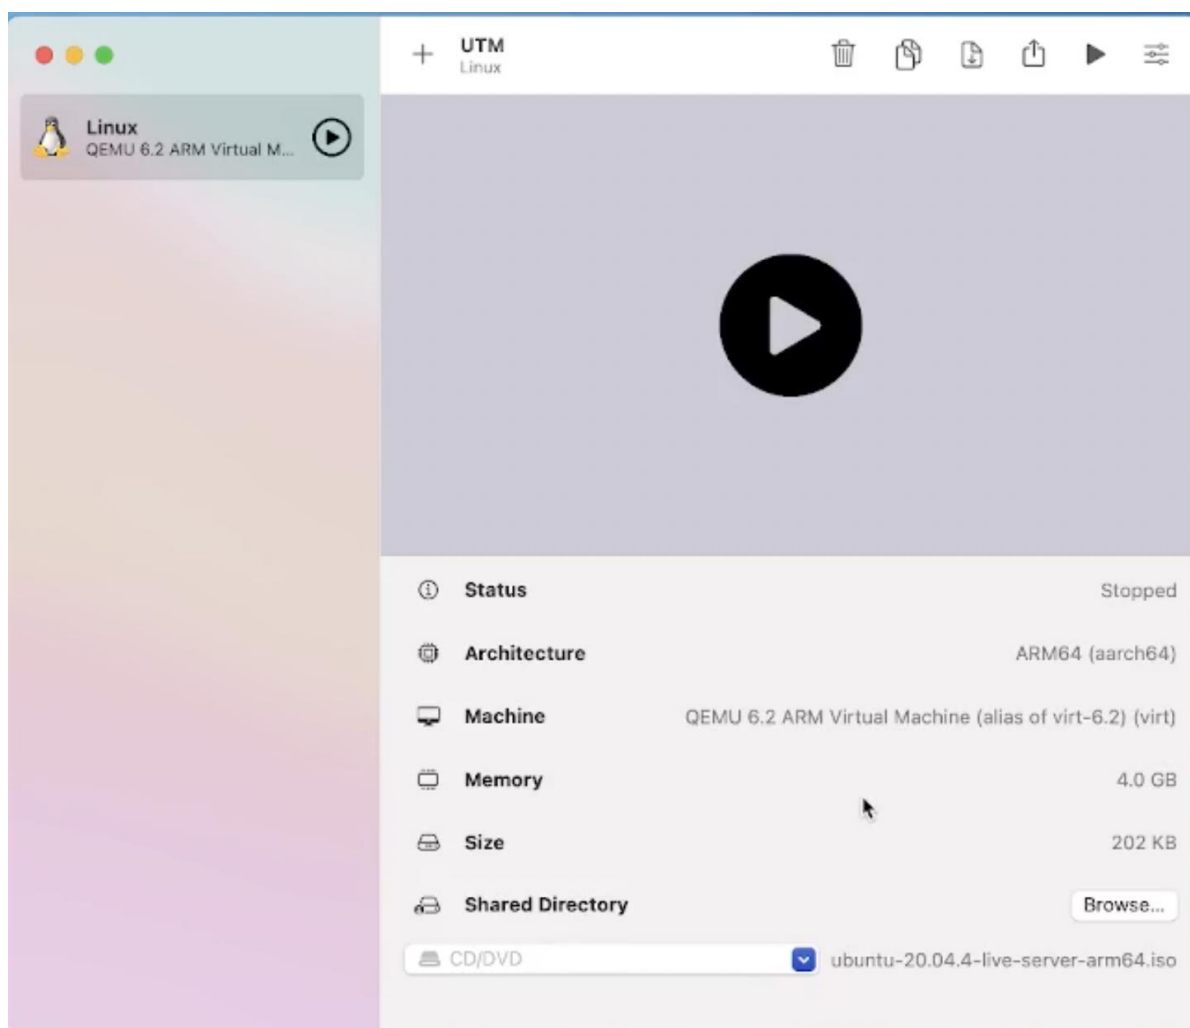 UTM
Linux
Linux
QEMU 6.2 ARM Virtual M...
Status
Stopped
Architecture
ARM64 (aarch64)
Machine
QEMU 6.2 ARM Virtual Machine (alias of virt-6.2) (virt)
Memory
4.0 GB
Size
202 KB
Shared Directory
Browse...
CD/DVD
ubuntu-20.04.4-live-server-arm64.iso